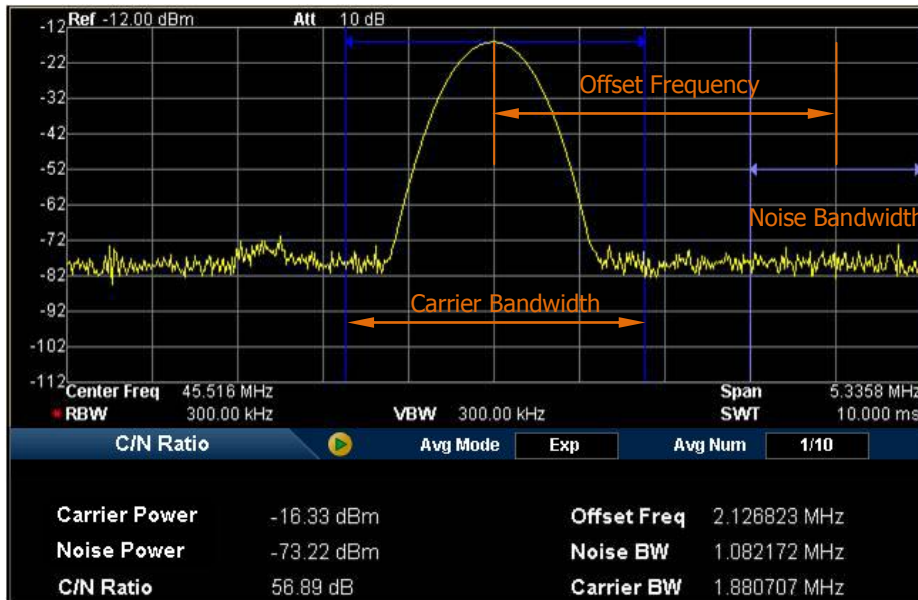 Ref -12.00 dBm Att 10 dB
-12
-22
Offset Frequency
-32
-42
-52
-62
Noise Bandwidth
-72
-82
-92
Carrier Bandwidth
-102
-112
Center Freq 45.516 MHz Span 5.3358 MHz
* RBW 300.00 kHz VBW 300.00 kHz SWT 10.000 ms
C/N Ratio Avg Mode Exp Avg Num 1/10
Carrier Power -16.33 dBm Offset Freq 2.126823 MHz
Noise Power -73.22 dBm Noise BW 1.082172 MHz
C/N Ratio 56.89 dB Carrier BW 1.880707 MHz